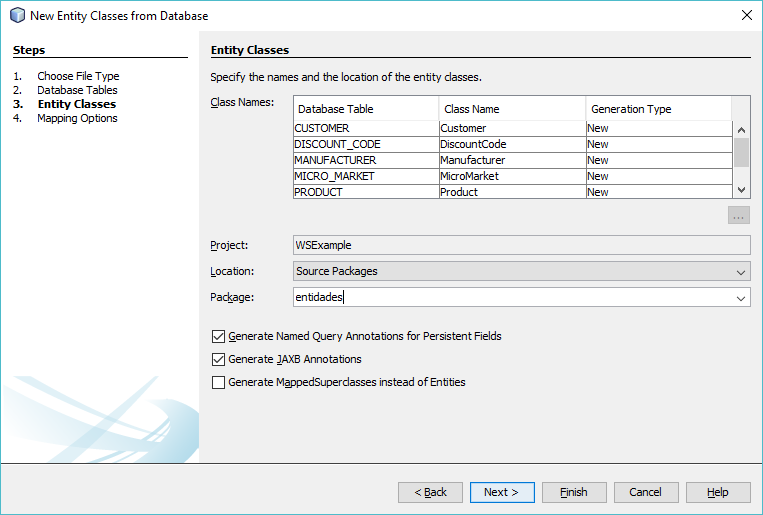 New Entity Classes from Database
Steps
1. Choose File Type
2. Database Tables
3. Entity Classes
4. Mapping Options
Entity Classes
Specify the names and the location of the entity classes.
Class Names:
Database Table Class Name Generation Type
CUSTOMER Customer New
DISCOUNT_CODE DiscountCode New
MANUFACTURER Manufacturer New
MICRO_MARKET MicroMarket New
PRODUCT Product New
...
Project: WSExample
Location: Source Packages
Package: entidades
Generate Named Query Annotations for Persistent Fields
Generate JAXB Annotations
Generate MappedSuperclasses instead of Entities
< Back Next > Finish Cancel Help